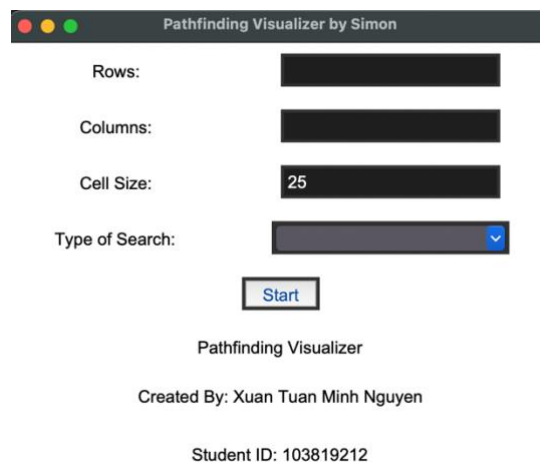 Pathfinding Visualizer by Simon
Rows:
Columns:
Cell Size: 25
Type of Search:
Start
Pathfinding Visualizer
Created By: Xuan Tuan Minh Nguyen
Student ID: 103819212